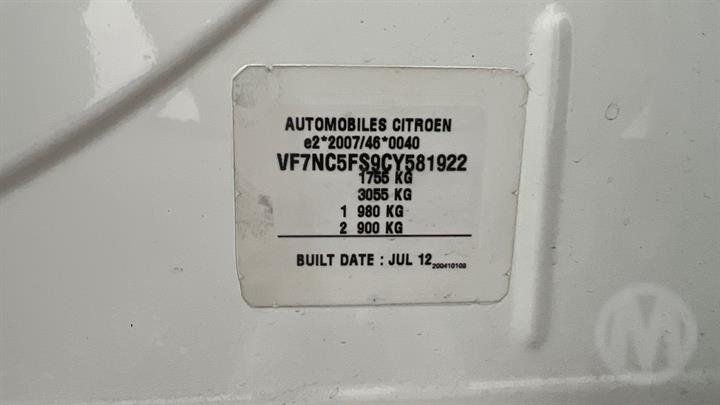 AUTOMOBILES CITROEN
e2*2007/46*0040
VF7NC5FS9CY581922
1755 KG
3055 KG
1 980 KG
2 900 KG
BUILT DATE : JUL 12 200410108
M